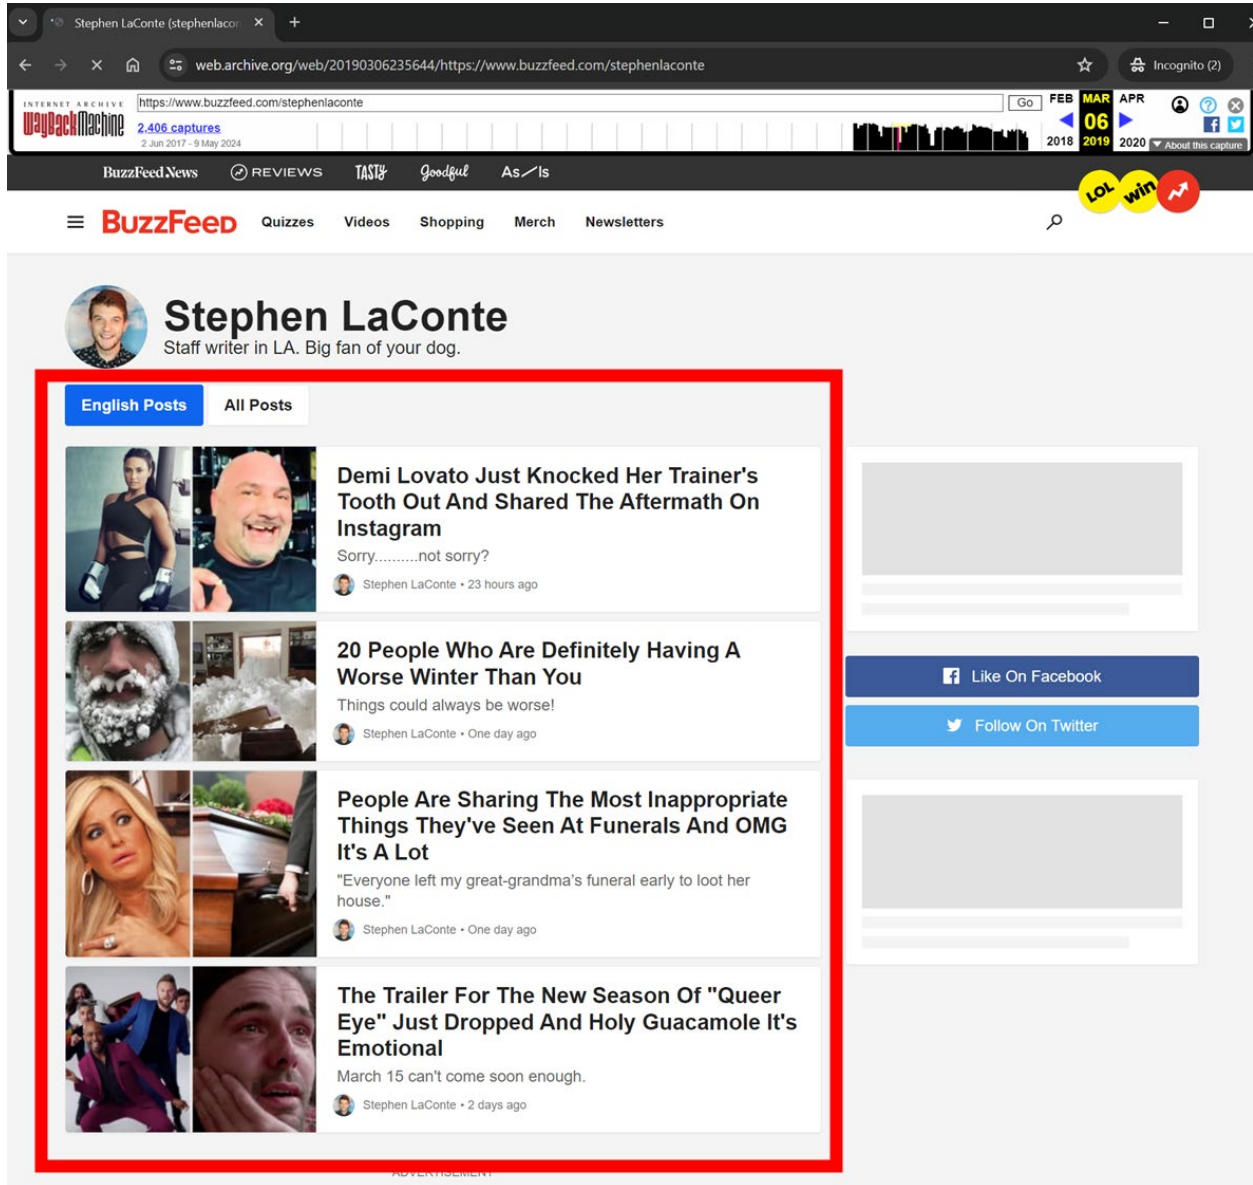 Stephen LaConte (stephenlacon
web.archive.org/web/20190306235644/https://www.buzzfeed.com/stephenlaconte
Incognito (2)
INTERNET ARCHIVE
WayBackMachine
https://www.buzzfeed.com/stephenlaconte
Go
FEB MAR APR
2,406 captures
06
2 Jun 2017 - 9 May 2024
2018 2019 2020
About this capture
BuzzFeed News REVIEWS TASTY Goodful As/Is
LOL win
BuzzFeed Quizzes Videos Shopping Merch Newsletters
Stephen LaConte
Staff writer in LA. Big fan of your dog.
English Posts All Posts
Demi Lovato Just Knocked Her Trainer's
Tooth Out And Shared The Aftermath On
Instagram
Sorry..........not sorry?
Stephen LaConte • 23 hours ago
20 People Who Are Definitely Having A
Worse Winter Than You
Things could always be worse!
Stephen LaConte • One day ago
People Are Sharing The Most Inappropriate
Things They've Seen At Funerals And OMG
It's A Lot
"Everyone left my great-grandma's funeral early to loot her
house."
Stephen LaConte • One day ago
The Trailer For The New Season Of "Queer
Eye" Just Dropped And Holy Guacamole It's
Emotional
March 15 can't come soon enough.
Stephen LaConte • 2 days ago
Like On Facebook
Follow On Twitter
ADVERTISEMENT